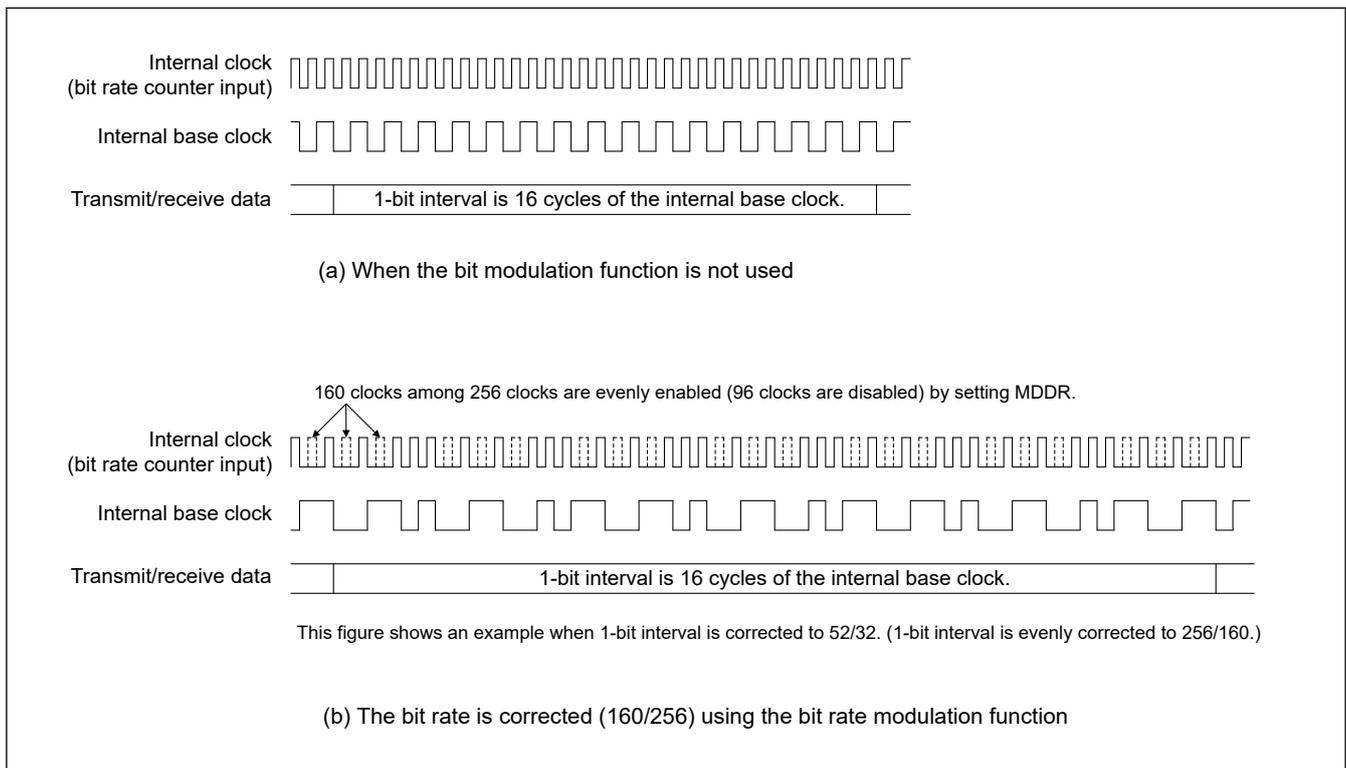 Internal clock
(bit rate counter input)
Internal base clock
Transmit/receive data
1-bit interval is 16 cycles of the internal base clock.
(a) When the bit modulation function is not used
160 clocks among 256 clocks are evenly enabled (96 clocks are disabled) by setting MDDR.
Internal clock
(bit rate counter input)
Internal base clock
Transmit/receive data
1-bit interval is 16 cycles of the internal base clock.
This figure shows an example when 1-bit interval is corrected to 52/32. (1-bit interval is evenly corrected to 256/160.)
(b) The bit rate is corrected (160/256) using the bit rate modulation function